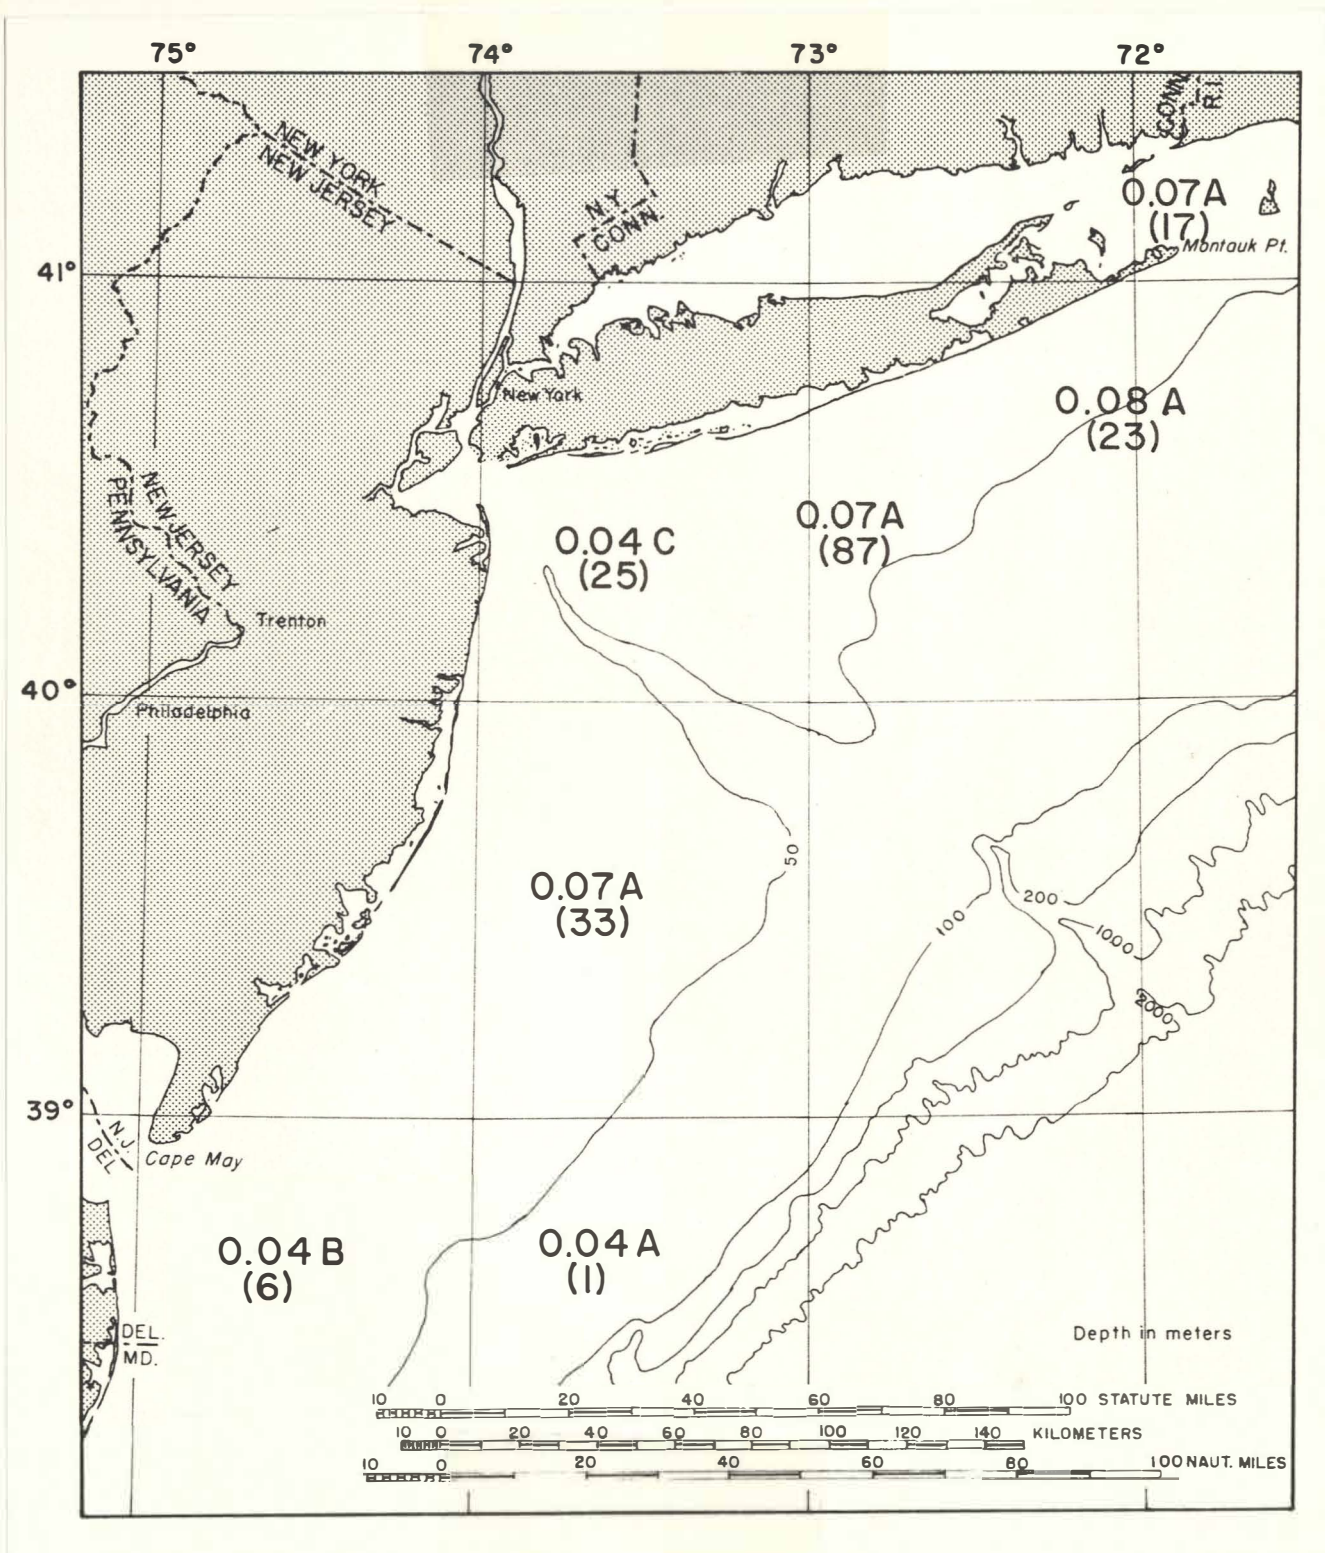 75° 74° 73° 72°
CONN.
R.I.
NEW YORK
NEW JERSEY
N.Y.
CONN.
0.07A
(17)
Montauk Pt.
41°
New York
0.08A
(23)
NEW JERSEY
PENNSYLVANIA
0.07A
(87)
0.04C
(25)
Trenton
40°
Philadelphia
50
0.07A
(33)
200
100
1000
2000
39°
N.J.
DEL.
Cape May
0.04B
(6)
0.04A
(1)
DEL.
MD.
Depth in meters
10 0 20 40 60 80 100 STATUTE MILES
10 0 20 40 60 80 100 120 140 KILOMETERS
10 0 20 40 60 80 100 NAUT. MILES